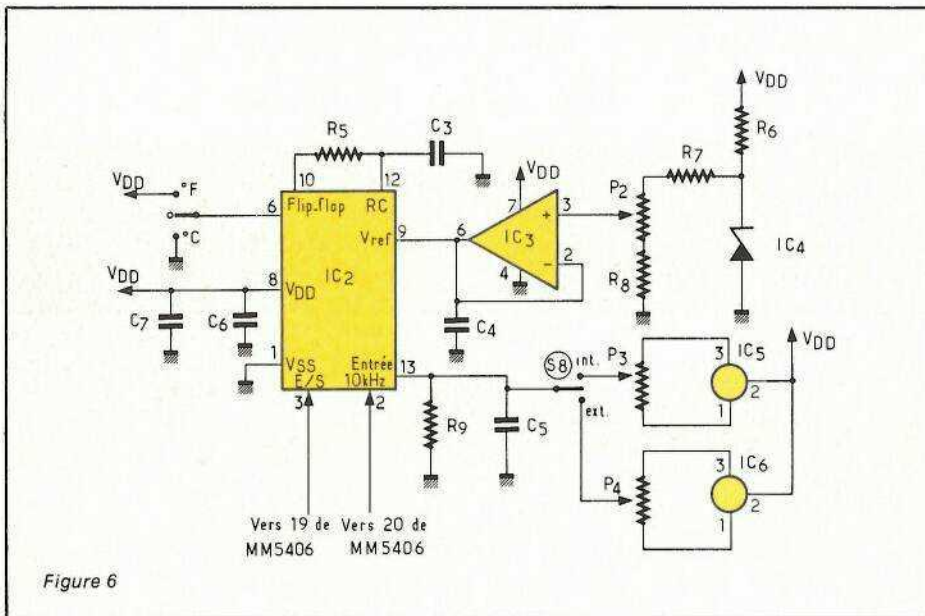 VDD
R6
R5
C3
R7
VDD
°F
10
12
VDD
P2
6
Flip.flop
RC
7
+
3
°C
Vref
9
6
IC3
IC4
VDD
IC2
4
-
2
R8
8
VDD
C7
C6
C4
VDD
1
VSS
Entrée
13
S8
int.
P3
3
IC5
E/S
10kHz
2
3
2
R9
C5
ext.
1
P4
3
IC6
2
1
Vers 19 de
MM5406
Vers 20 de
MM5406
Figure 6